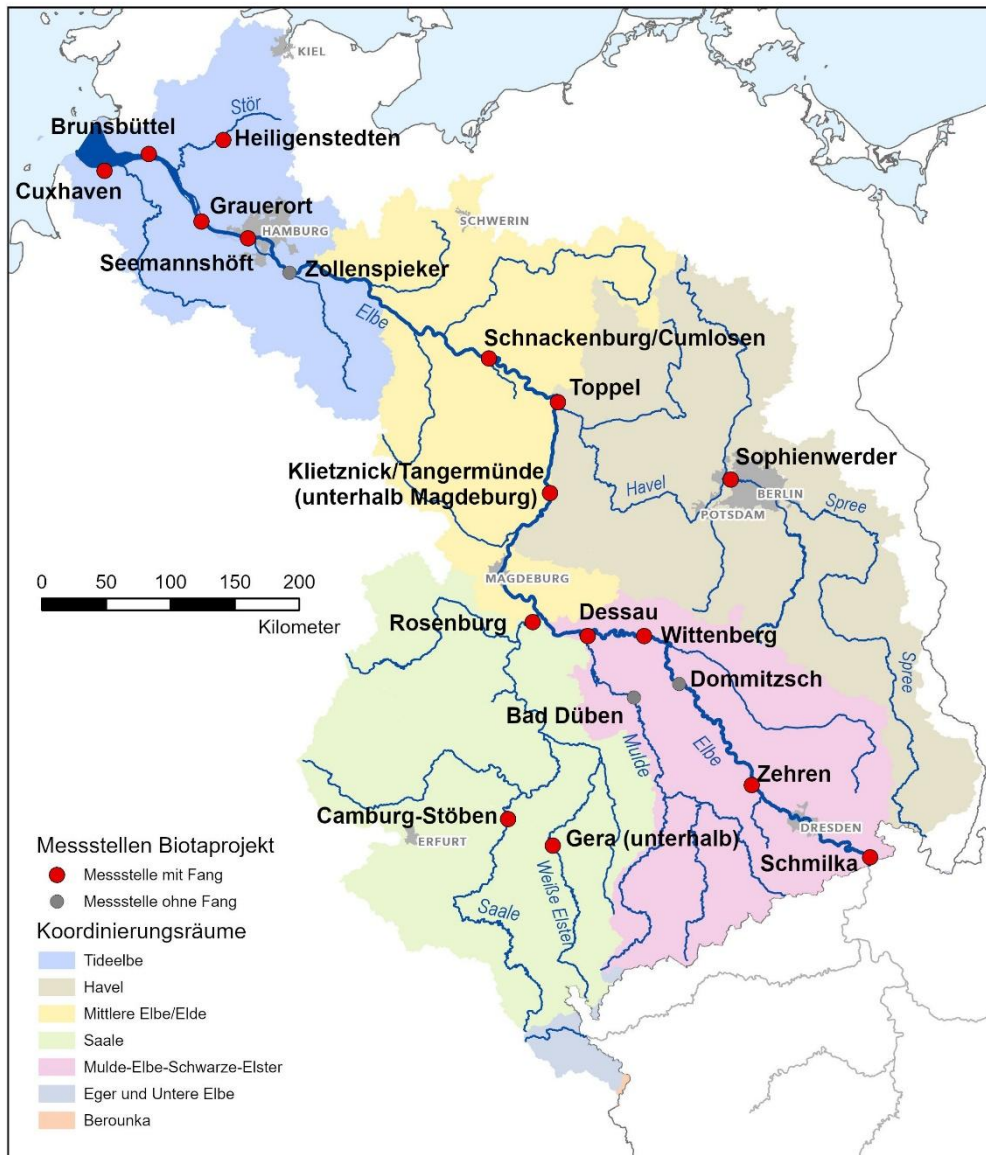 KIEL
Stör
Brunsbüttel
Heiligenstedten
Cuxhaven
Grauerort
SCHWERIN
HAMBURG
Seemannshöft
Zollenspieker
Elbe
Schnackenburg/Cumlosen
Toppel
Klietznick/Tangermünde
(unterhalb Magdeburg)
Sophienwerder
Havel
BERLIN
POTSDAM
Spree
0 50 100 150 200
Kilometer
MAGDEBURG
Rosenburg
Dessau
Wittenberg
Spree
Dommitzsch
Bad Düben
Mulde
Elbe
Zehren
Camburg-Stöben
ERFURT
Gera (unterhalb)
DRESDEN
Schmilka
Saale
Weiße Elster
Messstellen Biotaprojekt
Messstelle mit Fang
Messstelle ohne Fang
Koordinierungsräume
Tideelbe
Havel
Mittlere Elbe/Elde
Saale
Mulde-Elbe-Schwarze-Elster
Eger und Untere Elbe
Berounka